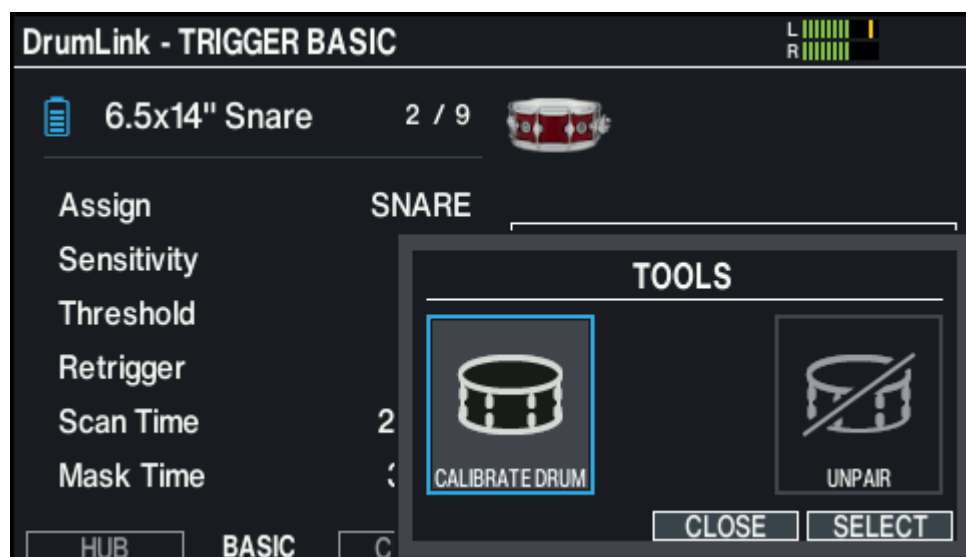 DrumLink - TRIGGER BASIC
L
R
6.5x14" Snare 2 / 9
Assign SNARE
Sensitivity
Threshold
Retrigger
Scan Time 2
Mask Time
TOOLS
CALIBRATE DRUM UNPAIR
CLOSE SELECT
HUB BASIC C